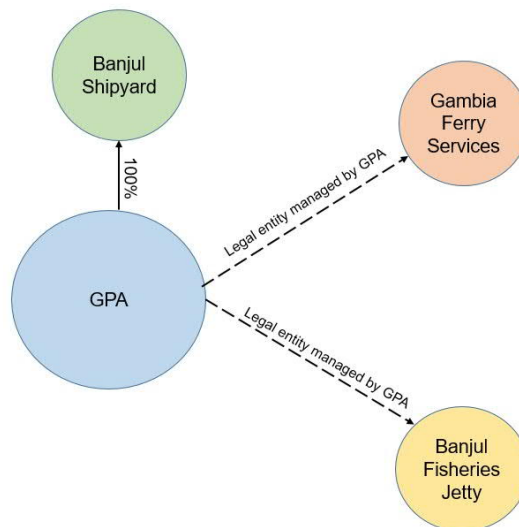 Banjul
Shipyard
Gambia
Ferry
Services
100%
Legal entity managed by GPA
GPA
Legal entity managed by GPA
Banjul
Fisheries
Jetty